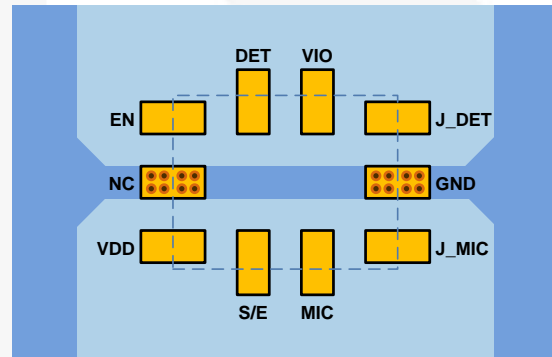 DET VIO
EN J_DET
NC GND
VDD J_MIC
S/E MIC